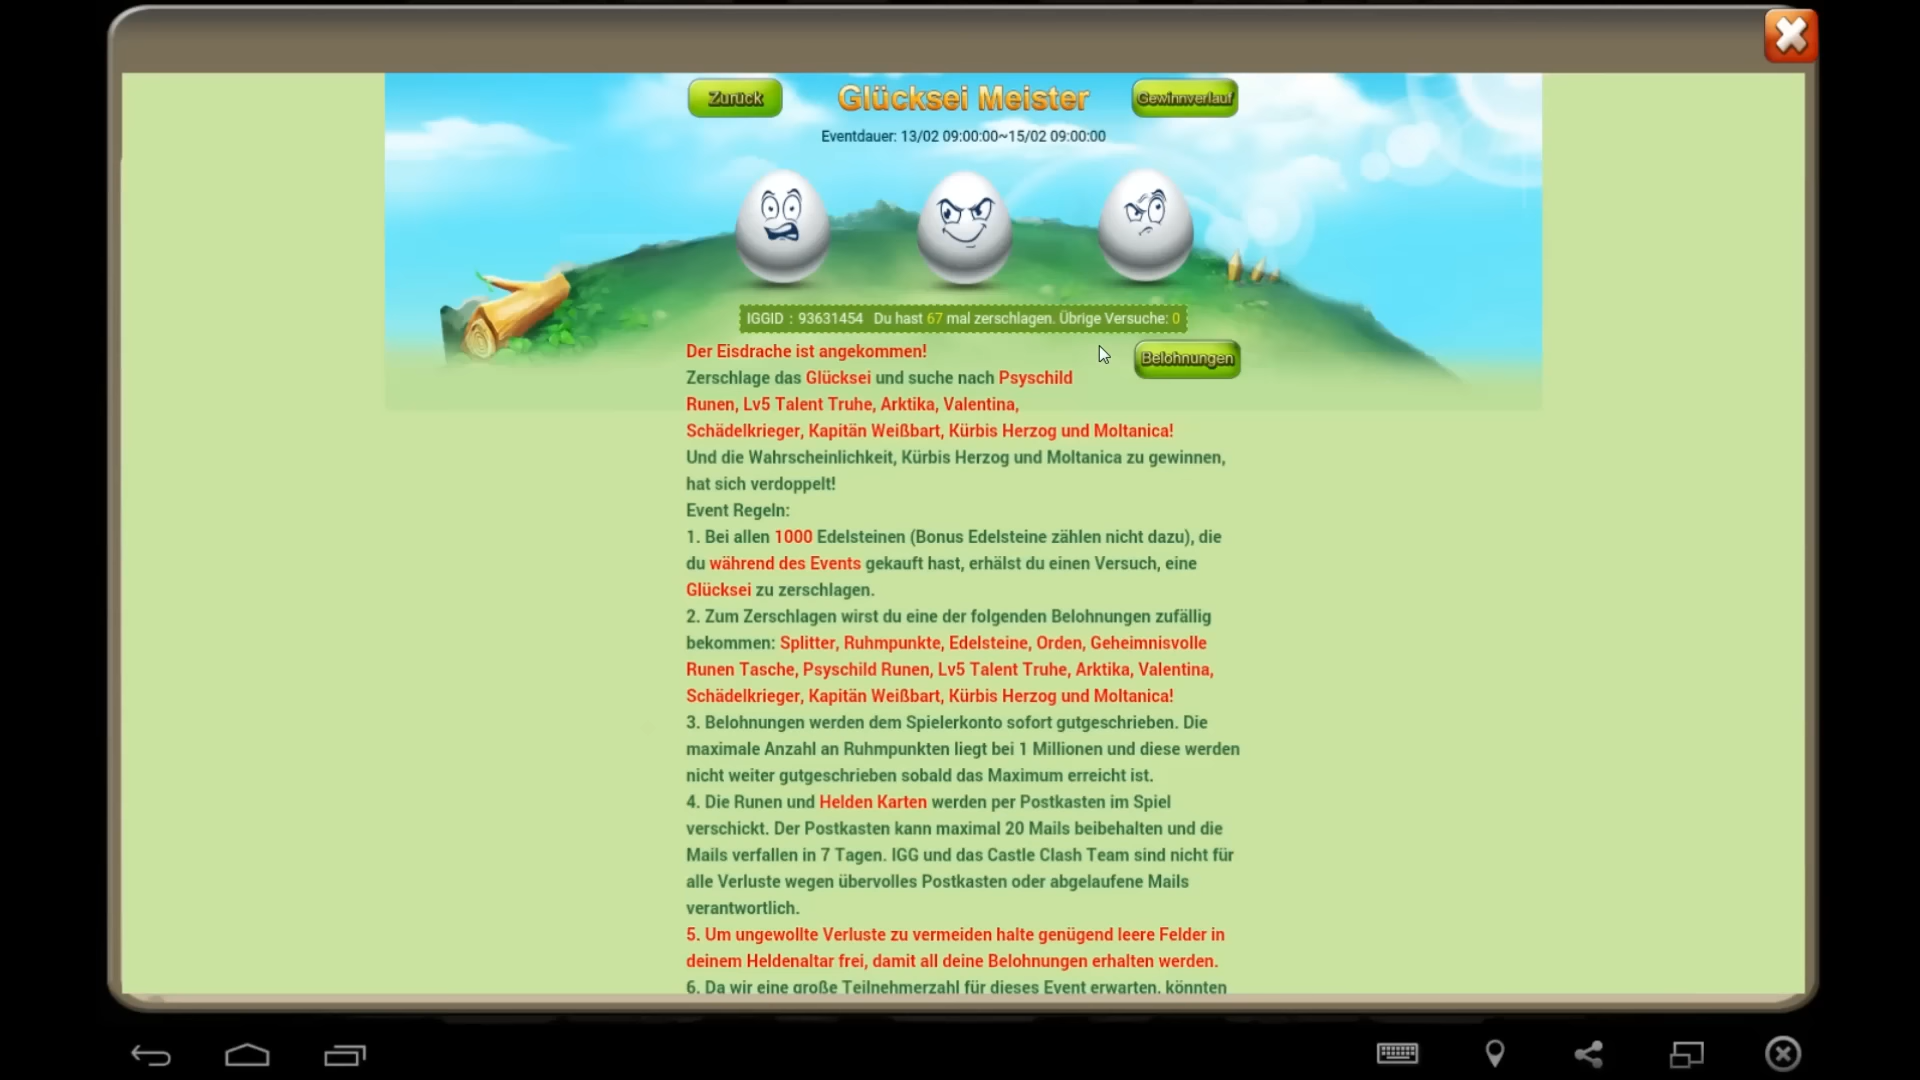 Zurück
Glücksei Meister
Gewinnverlauf
Eventdauer: 13/02 09:00:00~15/02 09:00:00
IGGID : 93631454 Du hast 67 mal zerschlagen. Übrige Versuche: 0
Der Eisdrache ist angekommen!
Belohnungen
Zerschlage das Glücksei und suche nach Psyschild
Runen, Lv5 Talent Truhe, Arktika, Valentina,
Schädelkrieger, Kapitän Weißbart, Kürbis Herzog und Moltanica!
Und die Wahrscheinlichkeit, Kürbis Herzog und Moltanica zu gewinnen,
hat sich verdoppelt!
Event Regeln:
1. Bei allen 1000 Edelsteinen (Bonus Edelsteine zählen nicht dazu), die
du während des Events gekauft hast, erhälst du einen Versuch, eine
Glücksei zu zerschlagen.
2. Zum Zerschlagen wirst du eine der folgenden Belohnungen zufällig
bekommen: Splitter, Ruhmpunkte, Edelsteine, Orden, Geheimnisvolle
Runen Tasche, Psyschild Runen, Lv5 Talent Truhe, Arktika, Valentina,
Schädelkrieger, Kapitän Weißbart, Kürbis Herzog und Moltanica!
3. Belohnungen werden dem Spielerkonto sofort gutgeschrieben. Die
maximale Anzahl an Ruhmpunkten liegt bei 1 Millionen und diese werden
nicht weiter gutgeschrieben sobald das Maximum erreicht ist.
4. Die Runen und Helden Karten werden per Postkasten im Spiel
verschickt. Der Postkasten kann maximal 20 Mails beibehalten und die
Mails verfallen in 7 Tagen. IGG und das Castle Clash Team sind nicht für
alle Verluste wegen übervolles Postkasten oder abgelaufene Mails
verantwortlich.
5. Um ungewollte Verluste zu vermeiden halte genügend leere Felder in
deinem Heldenaltar frei, damit all deine Belohnungen erhalten werden.
6. Da wir eine große Teilnehmerzahl für dieses Event erwarten, könnten